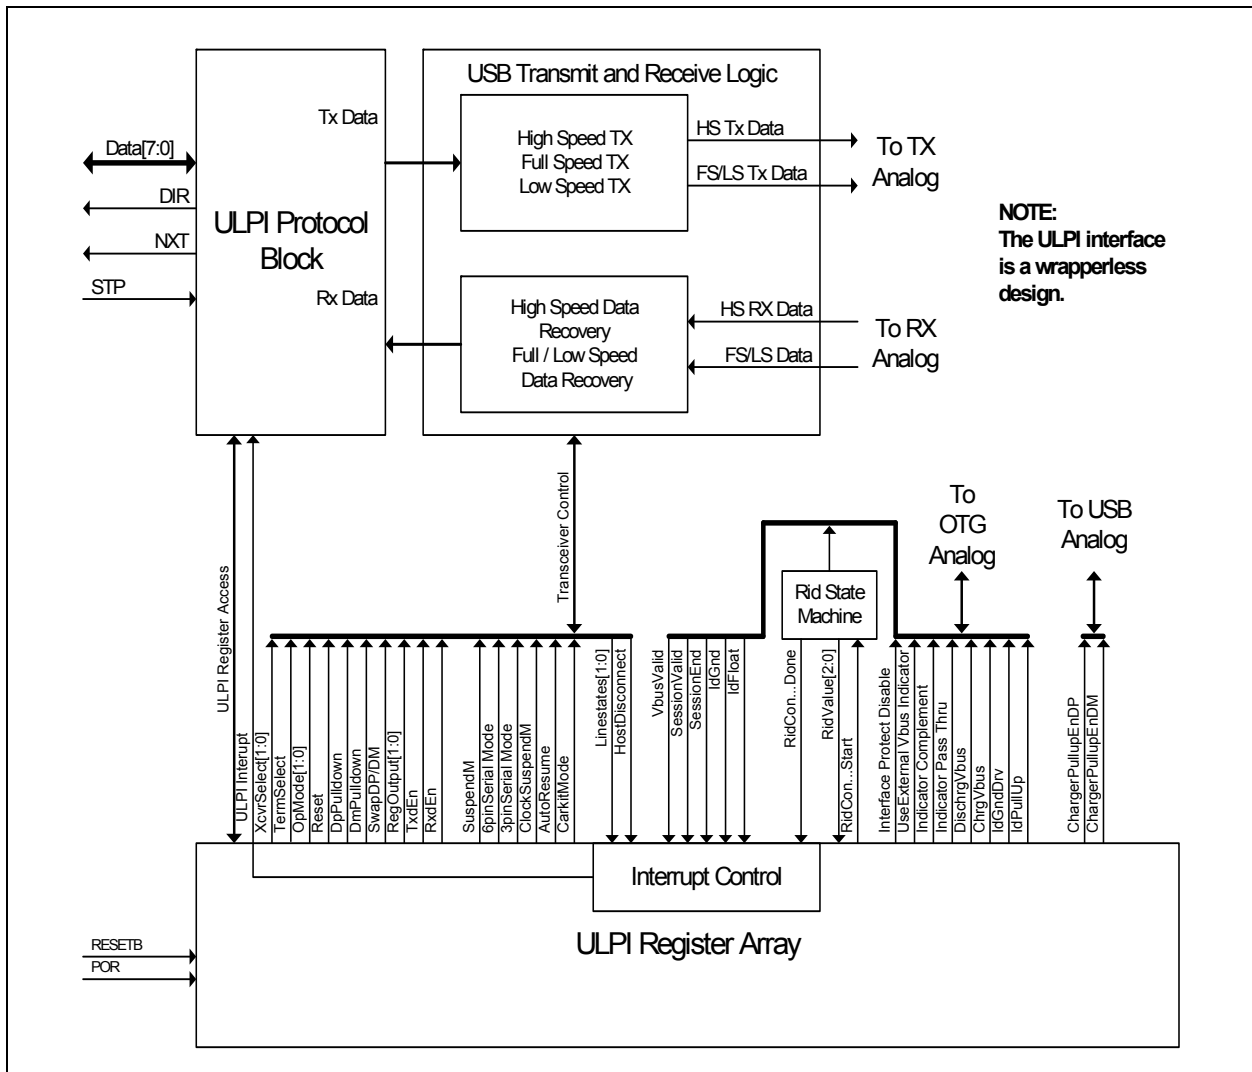 USB Transmit and Receive Logic
Tx Data
High Speed TX
Full Speed TX
Low Speed TX
HS Tx Data
FS/LS Tx Data
To TX
Analog
Data[7:0]
DIR
NXT
STP
ULPI Protocol
Block
NOTE:
The ULPI interface
is a wrapperless
design.
Rx Data
High Speed Data
Recovery
Full / Low Speed
Data Recovery
HS RX Data
FS/LS Data
To RX
Analog
ULPI Register Access
ULPI Interupt
Transceiver Control
To
OTG
Analog
To USB
Analog
Rid State
Machine
XcvrSelect[1:0]
TermSelect
OpMode[1:0]
Reset
DpPulldown
DmPulldown
SwapDP/DM
RegOutput[1:0]
TxdEn
RxdEn
SuspendM
6pinSerial Mode
3pinSerial Mode
ClockSuspendM
AutoResume
CarkitMode
Linestates[1:0]
HostDisconnect
VbusValid
SessionValid
SessionEnd
IdGnd
IdFloat
RidCon...Done
RidValue[2:0]
RidCon...Start
Interface Protect Disable
UseExternal Vbus Indicator
Indicator Complement
Indicator Pass Thru
DischrgVbus
ChrgVbus
IdGndDrv
IdPullUp
ChargerPullupEnDP
ChargerPullupEnDM
Interrupt Control
ULPI Register Array
RESETB
POR